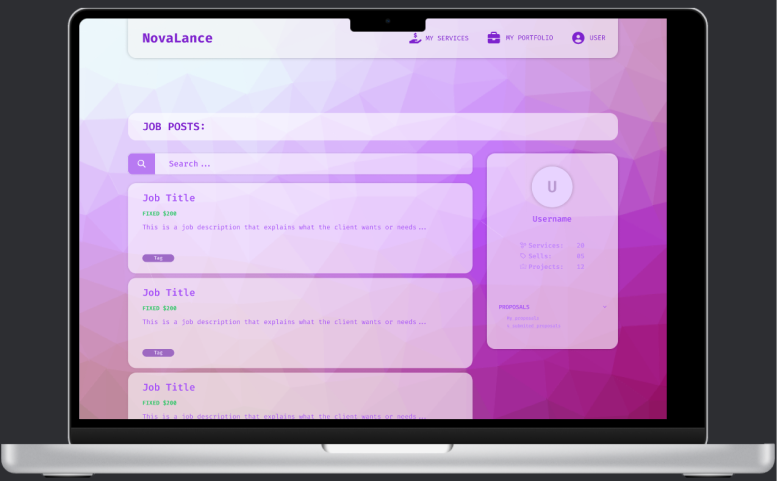 NovaLance
MY SERVICES
MY PORTFOLIO
USER
JOB POSTS:
Search...
Job Title
FIXED $200
This is a job description that explains what the client wants or needs...
Tag
Job Title
FIXED $200
This is a job description that explains what the client wants or needs...
Tag
Job Title
FIXED $200
This is a job description that explains what the client wants or needs...
U
Username
Services: 20
Sells: 05
Projects: 12
PROPOSALS
My proposals